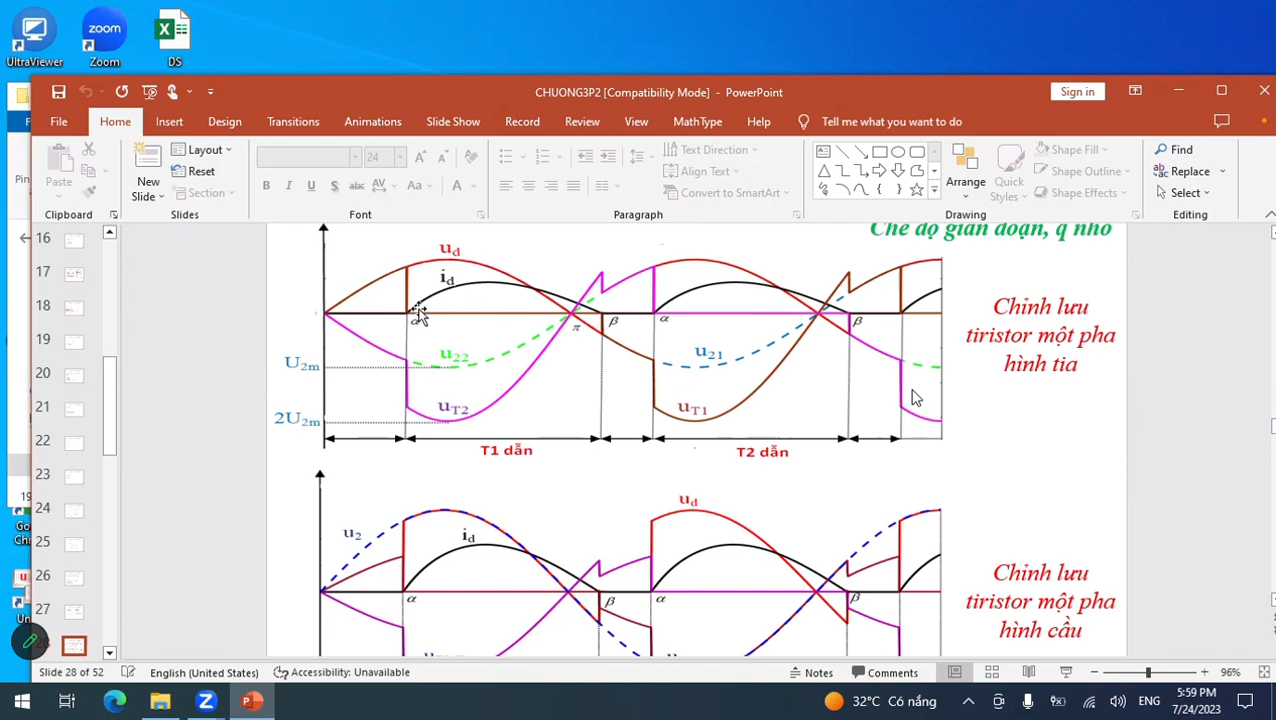 UltraViewer
Zoom
DS
CHUONG3P2 [Compatibility Mode] - PowerPoint
Sign in
File
Home
Insert
Design
Transitions
Animations
Slide Show
Record
Review
View
MathType
Help
Tell me what you want to do
Paste
New
Slide
Layout
Reset
Section
24
Text Direction
Align Text
Convert to SmartArt
Arrange
Quick
Styles
Shape Fill
Shape Outline
Shape Effects
Find
Replace
Select
Clipboard
Slides
Font
Paragraph
Drawing
Editing
16
17
18
19
20
21
22
23
24
25
26
27
Chế độ gián đoạn, q nhỏ
u_d
i_d
α
π
β
α
β
u_22
u_21
U_2m
2U_2m
u_T2
u_T1
T1 dẫn
T2 dẫn
Chỉnh lưu
tiristor một pha
hình tia
u_2
i_d
u_d
α
β
α
β
Chỉnh lưu
tiristor một pha
hình cầu
Slide 28 of 52
English (United States)
Accessibility: Unavailable
Notes
Comments
96%
32°C Có nắng
ENG
5:59 PM
7/24/2023